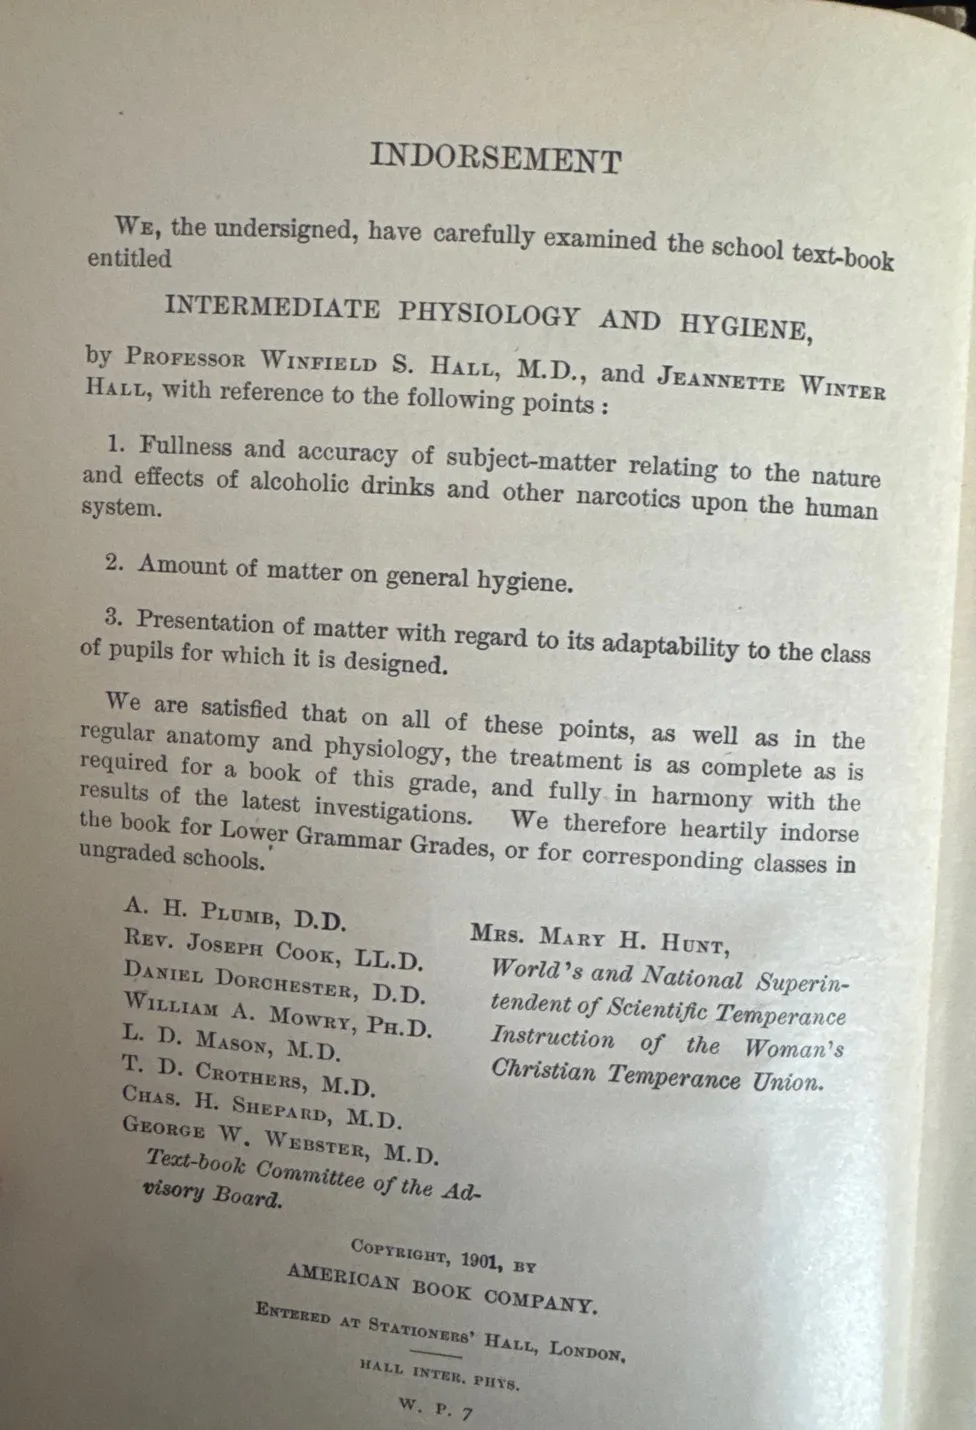 INDORSEMENT
WE, the undersigned, have carefully examined the school text-book
entitled
INTERMEDIATE PHYSIOLOGY AND HYGIENE,
by PROFESSOR WINFIELD S. HALL, M.D., and JEANNETTE WINTER
HALL, with reference to the following points :
1. Fullness and accuracy of subject-matter relating to the nature
and effects of alcoholic drinks and other narcotics upon the human
system.
2. Amount of matter on general hygiene.
3. Presentation of matter with regard to its adaptability to the class
of pupils for which it is designed.
We are satisfied that on all of these points, as well as in the
regular anatomy and physiology, the treatment is as complete as is
required for a book of this grade, and fully in harmony with the
results of the latest investigations. We therefore heartily indorse
the book for Lower Grammar Grades, or for corresponding classes in
ungraded schools.
A. H. PLUMB, D.D.
REV. JOSEPH COOK, LL.D.
DANIEL DORCHESTER, D.D.
WILLIAM A. MOWRY, PH.D.
L. D. MASON, M.D.
T. D. CROTHERS, M.D.
CHAS. H. SHEPARD, M.D.
GEORGE W. WEBSTER, M.D.
Text-book Committee of the Ad-
visory Board.
MRS. MARY H. HUNT,
World's and National Superin-
tendent of Scientific Temperance
Instruction of the Woman's
Christian Temperance Union.
COPYRIGHT, 1901, BY
AMERICAN BOOK COMPANY.
ENTERED AT STATIONERS' HALL, LONDON.
HALL INTER. PHYS.
W. P. 7